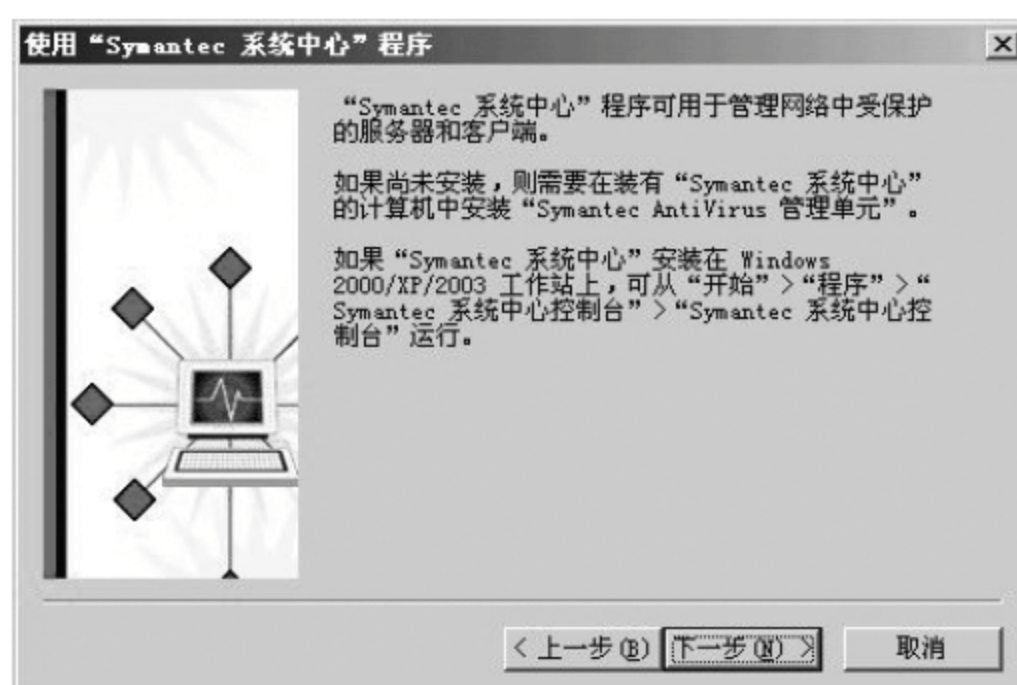 使用“Symantec 系统中心”程序
“Symantec 系统中心”程序可用于管理网络中受保护
的服务器和客户端。
如果尚未安装，则需要在装有“Symantec 系统中心”
的计算机中安装“Symantec AntiVirus 管理单元”。
如果“Symantec 系统中心”安装在 Windows
2000/XP/2003 工作站上，可从“开始”>“程序”>“
Symantec 系统中心控制台”>“Symantec 系统中心控
制台”运行。
< 上一步(B) 下一步(N) > 取消